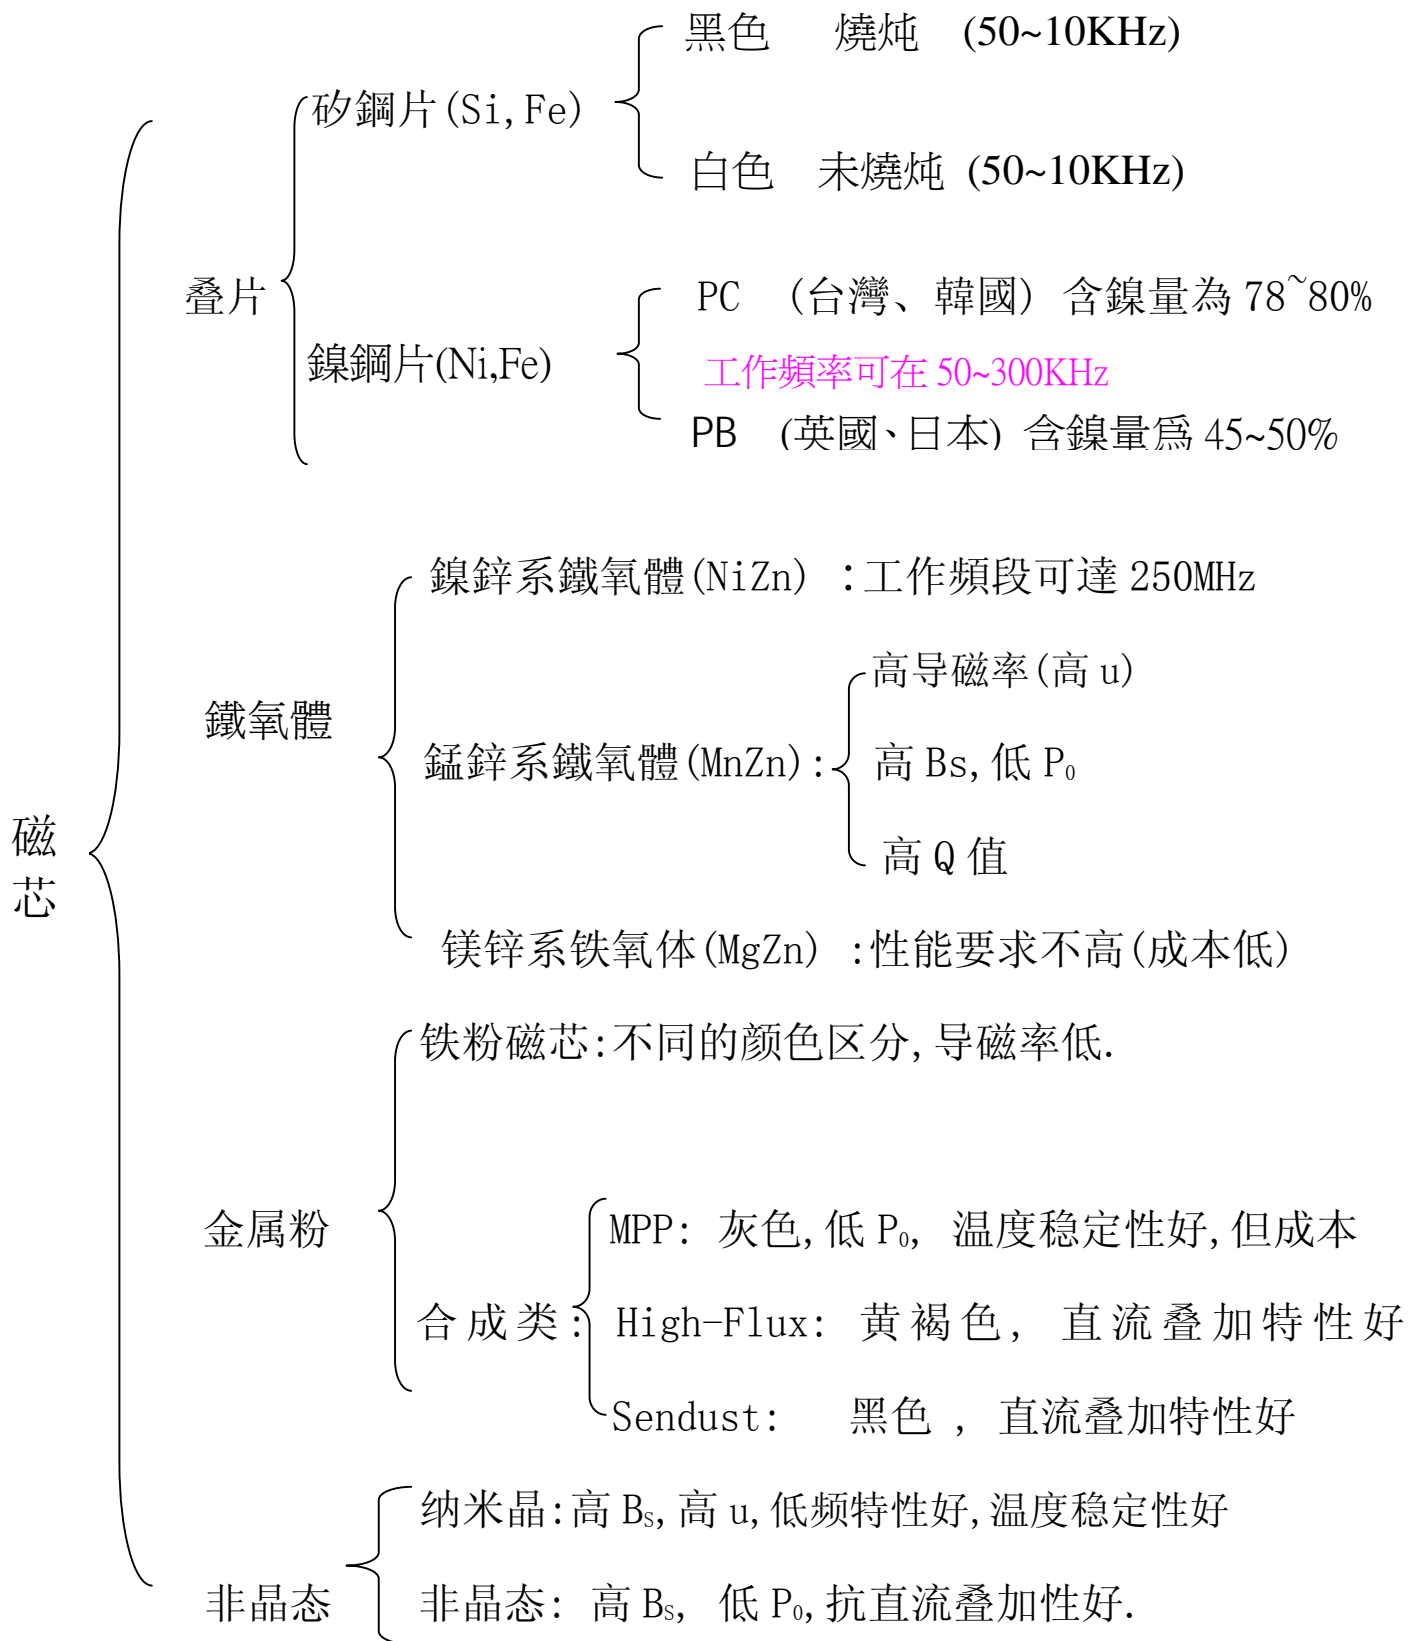 黑色 燒炖 (50~10KHz)
矽鋼片(Si,Fe)
白色 未燒炖 (50~10KHz)
叠片
PC (台灣、韓國) 含鎳量為 78~80%
鎳鋼片(Ni,Fe)
工作頻率可在 50~300KHz
PB (英國、日本) 含鎳量爲 45~50%
鎳鋅系鐵氧體(NiZn) :工作頻段可達 250MHz
高导磁率(高 u)
鐵氧體
錳鋅系鐵氧體(MnZn):
高 Bs,低 P₀
磁
芯
高 Q 值
镁锌系铁氧体(MgZn) :性能要求不高(成本低)
铁粉磁芯:不同的颜色区分,导磁率低.
金属粉
MPP: 灰色,低 P₀, 温度稳定性好,但成本
合成类:
High-Flux: 黄褐色, 直流叠加特性好
Sendust: 黑色 , 直流叠加特性好
纳米晶:高 Bₛ,高 u,低频特性好,温度稳定性好
非晶态
非晶态: 高 Bₛ, 低 P₀,抗直流叠加性好.